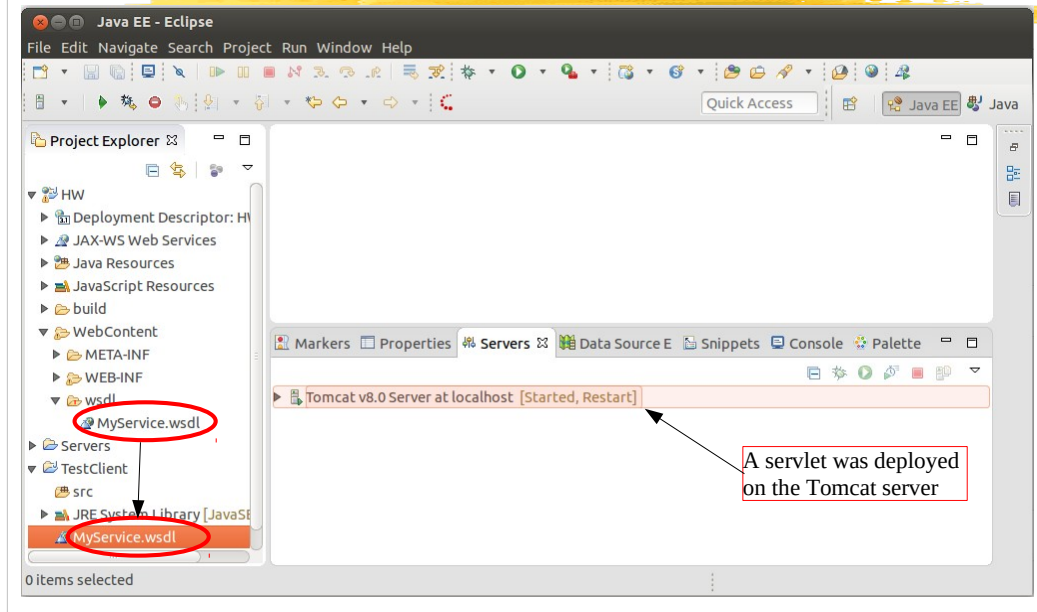 Java EE - Eclipse
File Edit Navigate Search Project Run Window Help
Quick Access
Java EE
Java
Project Explorer
HW
Deployment Descriptor: H
JAX-WS Web Services
Java Resources
JavaScript Resources
build
WebContent
META-INF
WEB-INF
wsdl
MyService.wsdl
Servers
TestClient
src
JRE System Library [JavaSE
MyService.wsdl
0 items selected
Markers Properties Servers Data Source E Snippets Console Palette
Tomcat v8.0 Server at localhost [Started, Restart]
A servlet was deployed
on the Tomcat server